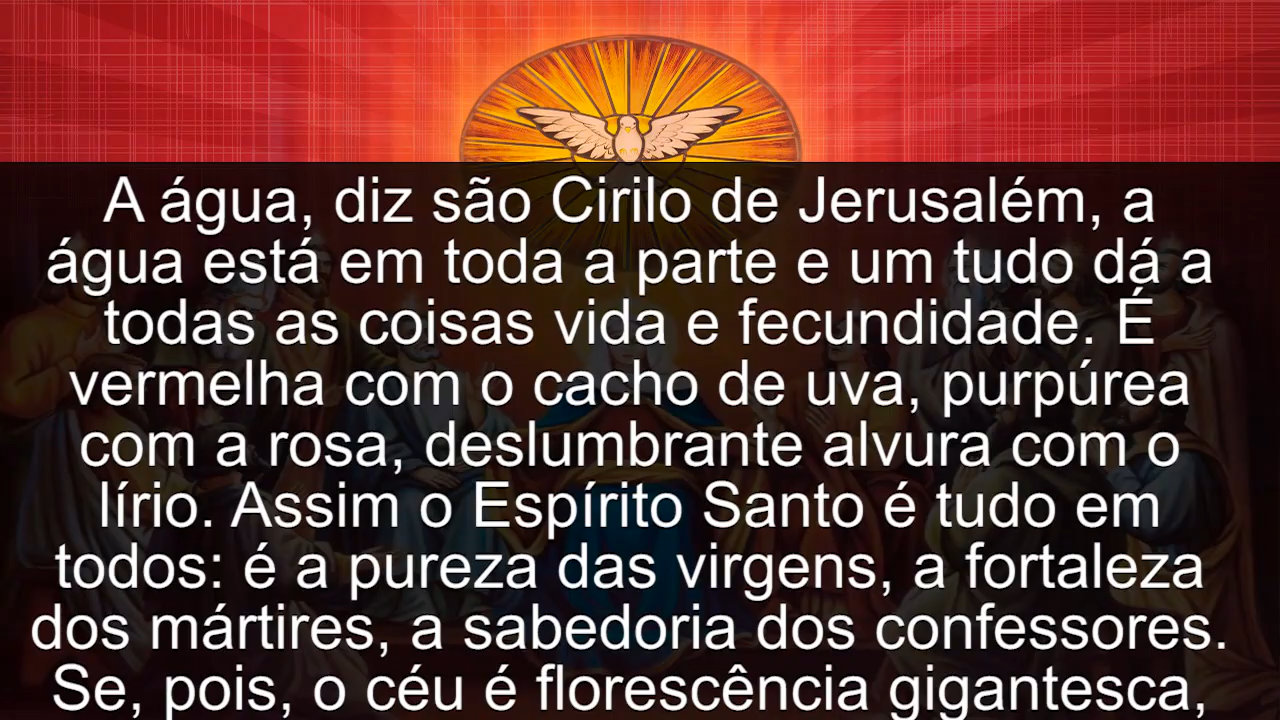 A água, diz são Cirilo de Jerusalém, a
água está em toda a parte e um tudo dá a
todas as coisas vida e fecundidade. É
vermelha com o cacho de uva, purpúrea
com a rosa, deslumbrante alvura com o
lírio. Assim o Espírito Santo é tudo em
todos: é a pureza das virgens, a fortaleza
dos mártires, a sabedoria dos confessores.
Se, pois, o céu é florescência gigantesca,